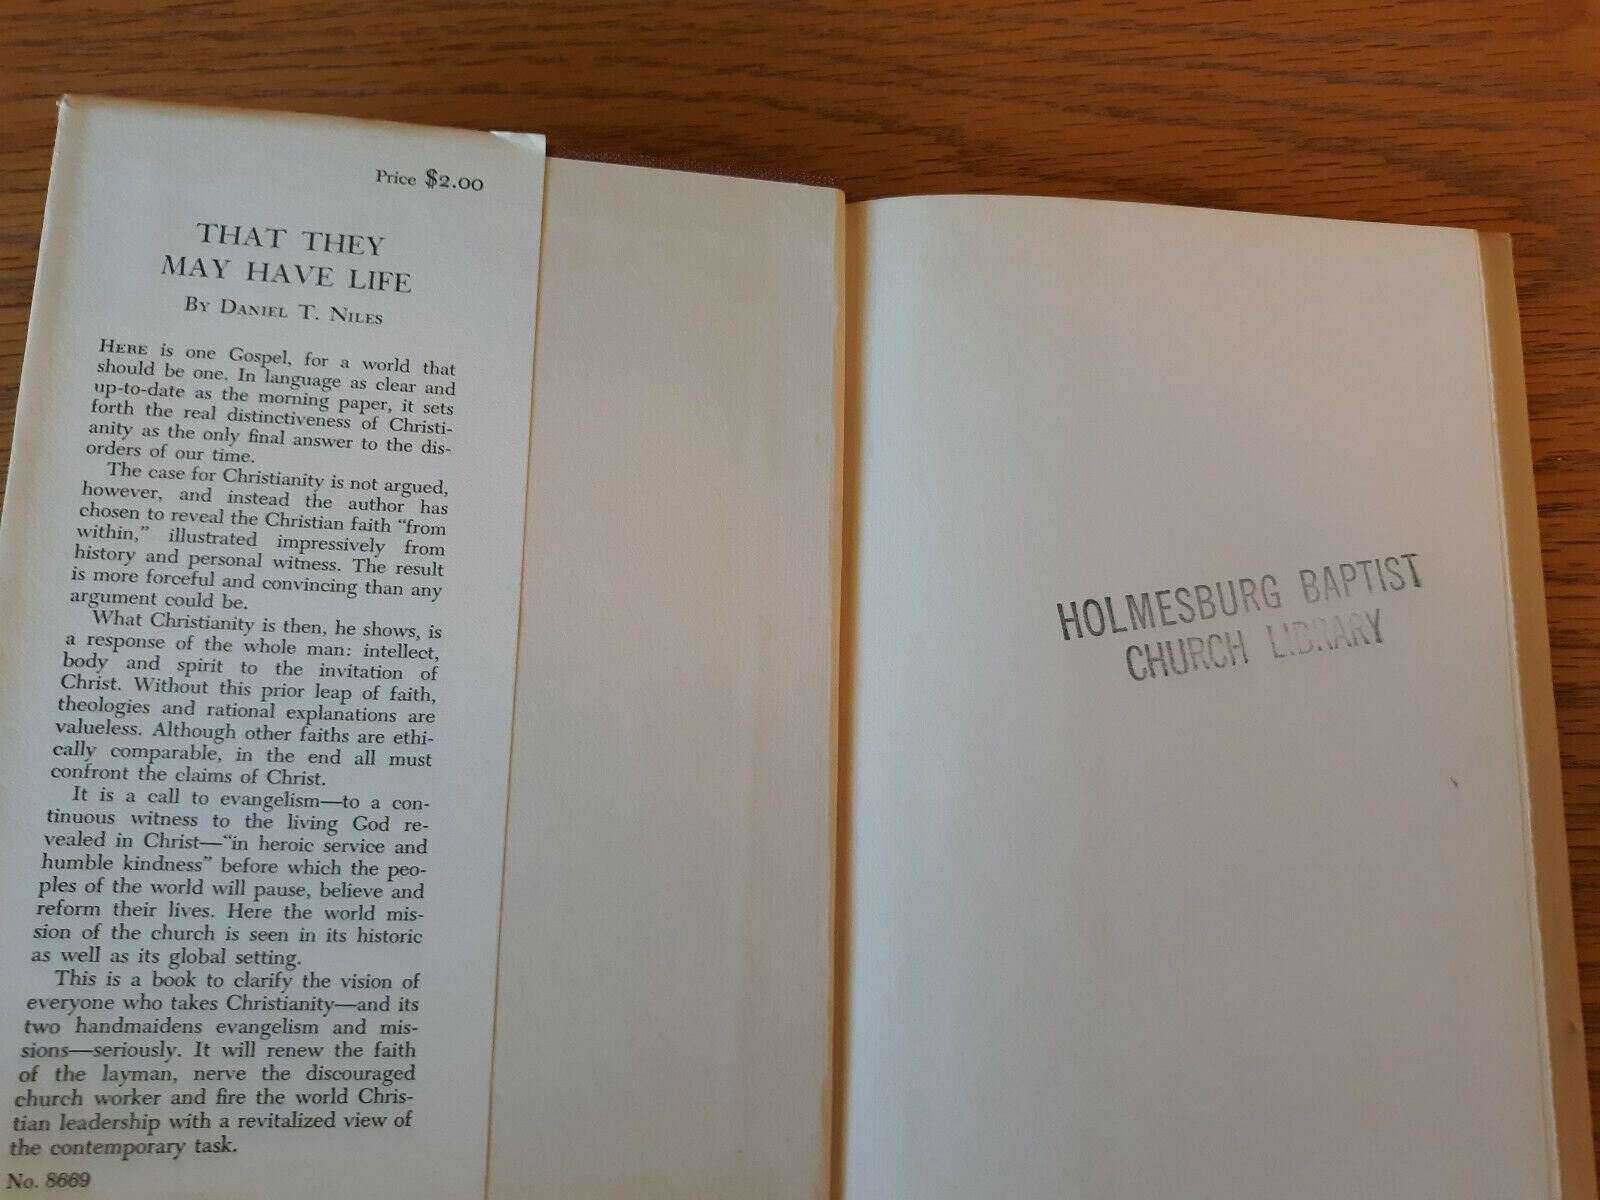 Price $2.00
THAT THEY
MAY HAVE LIFE
By Daniel T. Niles
Here is one Gospel, for a world that
should be one. In language as clear and
up-to-date as the morning paper, it sets
forth the real distinctiveness of Christi-
anity as the only final answer to the dis-
orders of our time.
The case for Christianity is not argued,
however, and instead the author has
chosen to reveal the Christian faith "from
within," illustrated impressively from
history and personal witness. The result
is more forceful and convincing than any
argument could be.
What Christianity is then, he shows, is
a response of the whole man: intellect,
body and spirit to the invitation of
Christ. Without this prior leap of faith,
theologies and rational explanations are
valueless. Although other faiths are ethi-
cally comparable, in the end all must
confront the claims of Christ.
It is a call to evangelism—to a con-
tinuous witness to the living God re-
vealed in Christ—"in heroic service and
humble kindness" before which the peo-
ples of the world will pause, believe and
reform their lives. Here the world mis-
sion of the church is seen in its historic
as well as its global setting.
This is a book to clarify the vision of
everyone who takes Christianity—and its
two handmaidens evangelism and mis-
sions—seriously. It will renew the faith
of the layman, nerve the discouraged
church worker and fire the world Chris-
tian leadership with a revitalized view of
the contemporary task.
No. 8669
HOLMESBURG BAPTIST
CHURCH LIBRARY